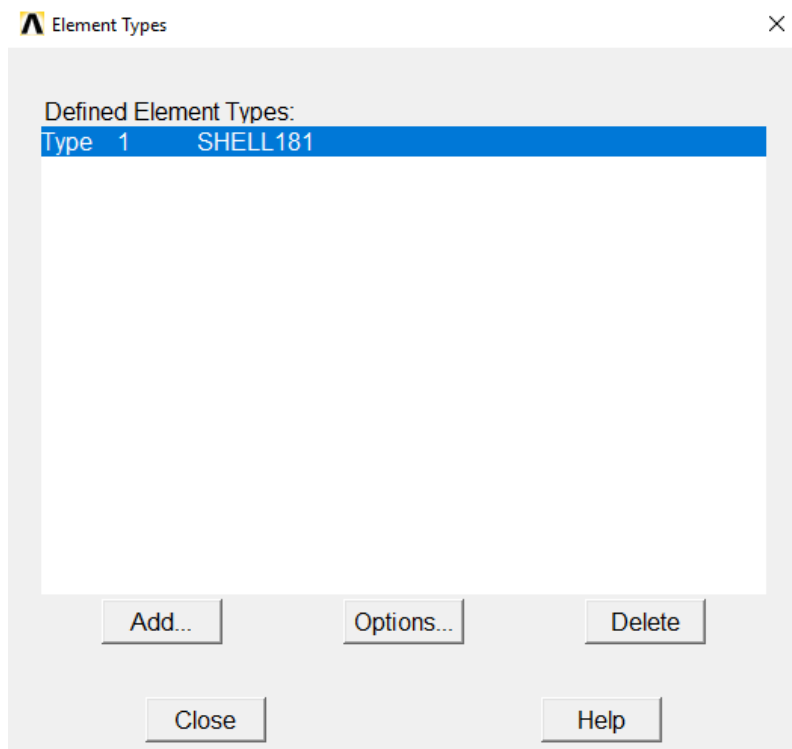 Element Types
Defined Element Types:
Type 1 SHELL181
Add... Options... Delete
Close Help